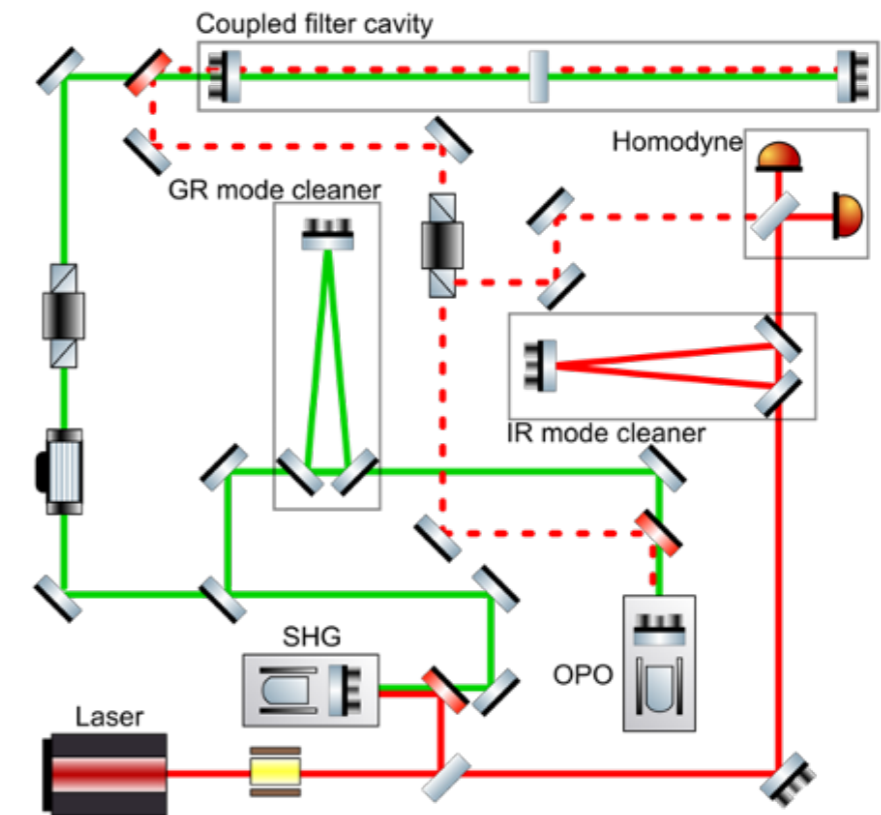 Coupled filter cavity
Homodyne
GR mode cleaner
IR mode cleaner
SHG
OPO
Laser